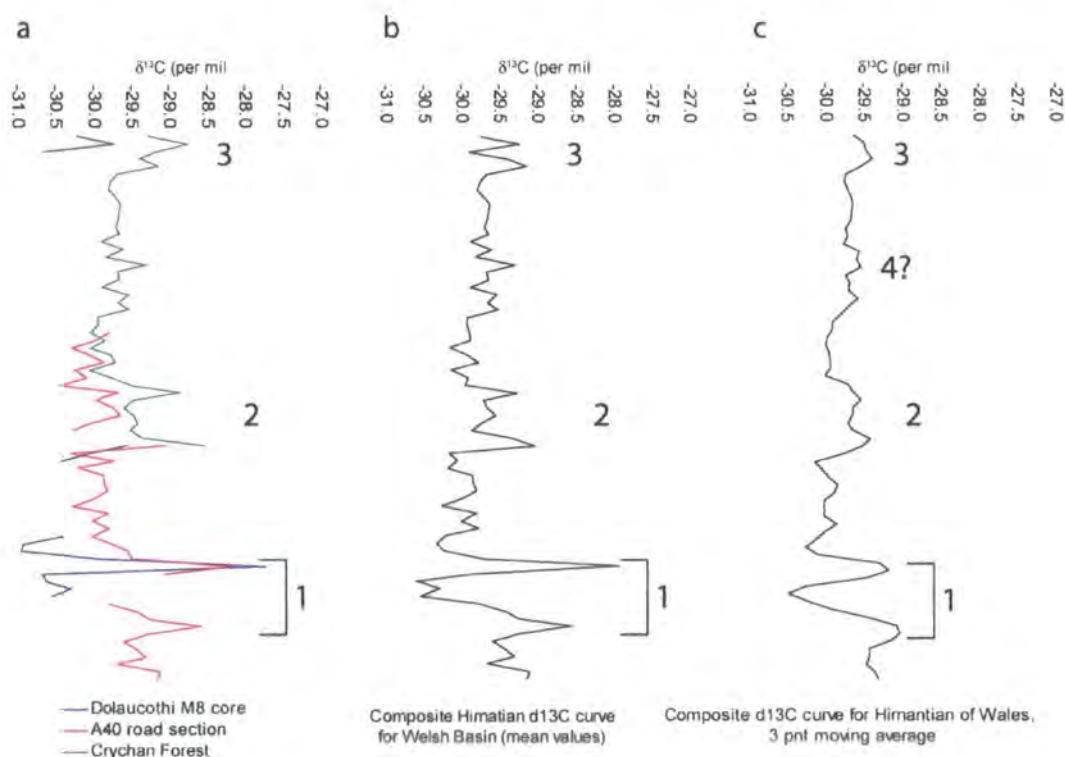 a
b
c
δ¹³C (per mil
-31.0 -30.5 -30.0 -29.5 -29.0 -28.5 -28.0 -27.5 -27.0
3
2
1
δ¹³C (per mil
-31.0 -30.5 -30.0 -29.5 -29.0 -28.5 -28.0 -27.5 -27.0
3
2
1
δ¹³C (per mil
-31.0 -30.5 -30.0 -29.5 -29.0 -28.5 -28.0 -27.5 -27.0
3
4?
2
1
Dolaucothi M8 core
A40 road section
Crychan Forest
Composite Hirnatian d13C curve
for Welsh Basin (mean values)
Composite d13C curve for Hirnantian of Wales,
3 pnt moving average